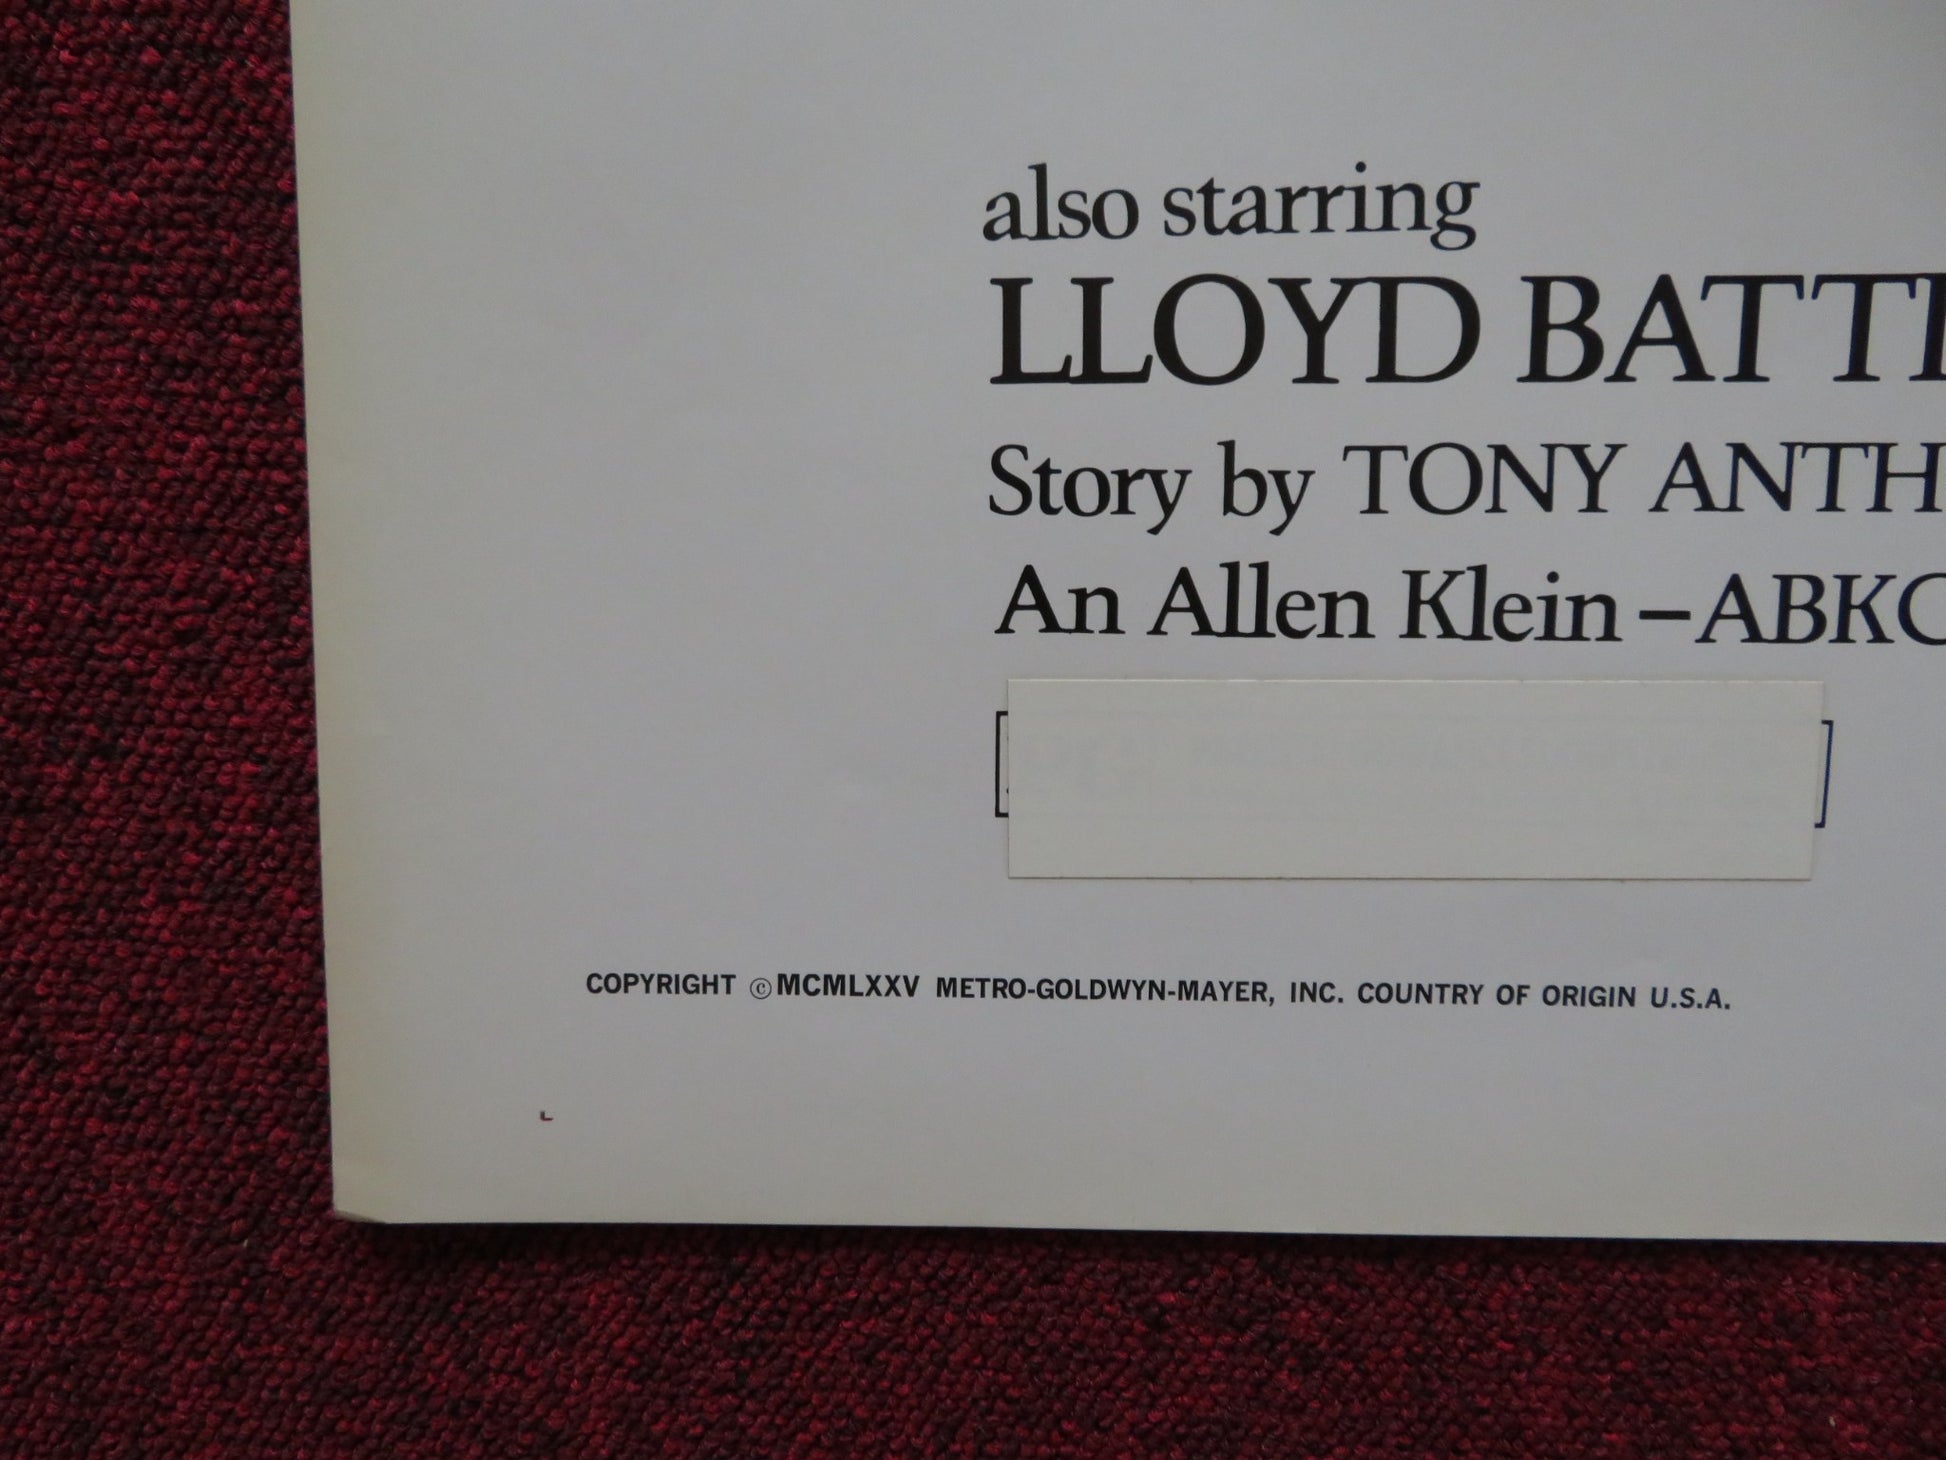 also starring
LLOYD BATTI
Story by TONY ANTH
An Allen Klein – ABKC
COPYRIGHT © MCMLXXV METRO-GOLDWYN-MAYER, INC. COUNTRY OF ORIGIN U.S.A.